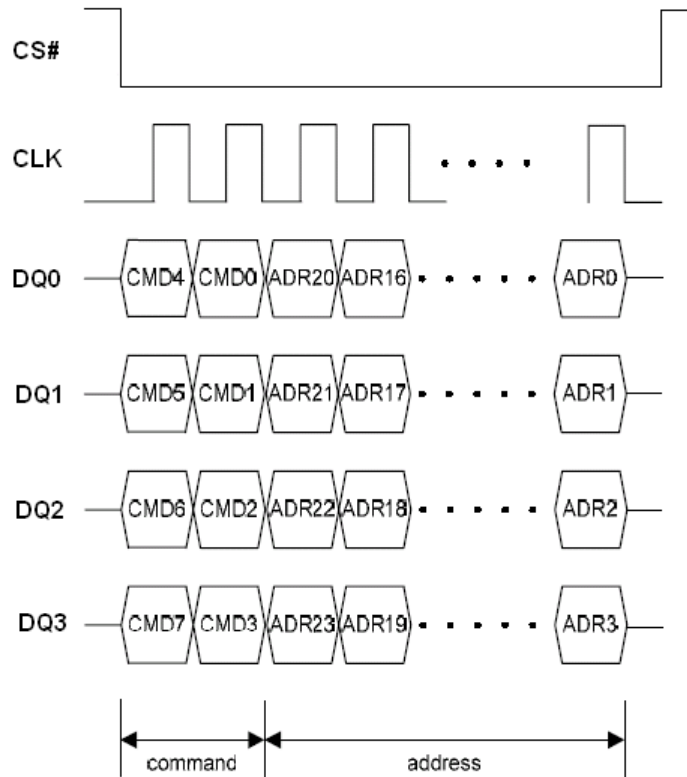 CS#
CLK
DQ0 CMD4 CMD0 ADR20 ADR16 ADR0
DQ1 CMD5 CMD1 ADR21 ADR17 ADR1
DQ2 CMD6 CMD2 ADR22 ADR18 ADR2
DQ3 CMD7 CMD3 ADR23 ADR19 ADR3
command address